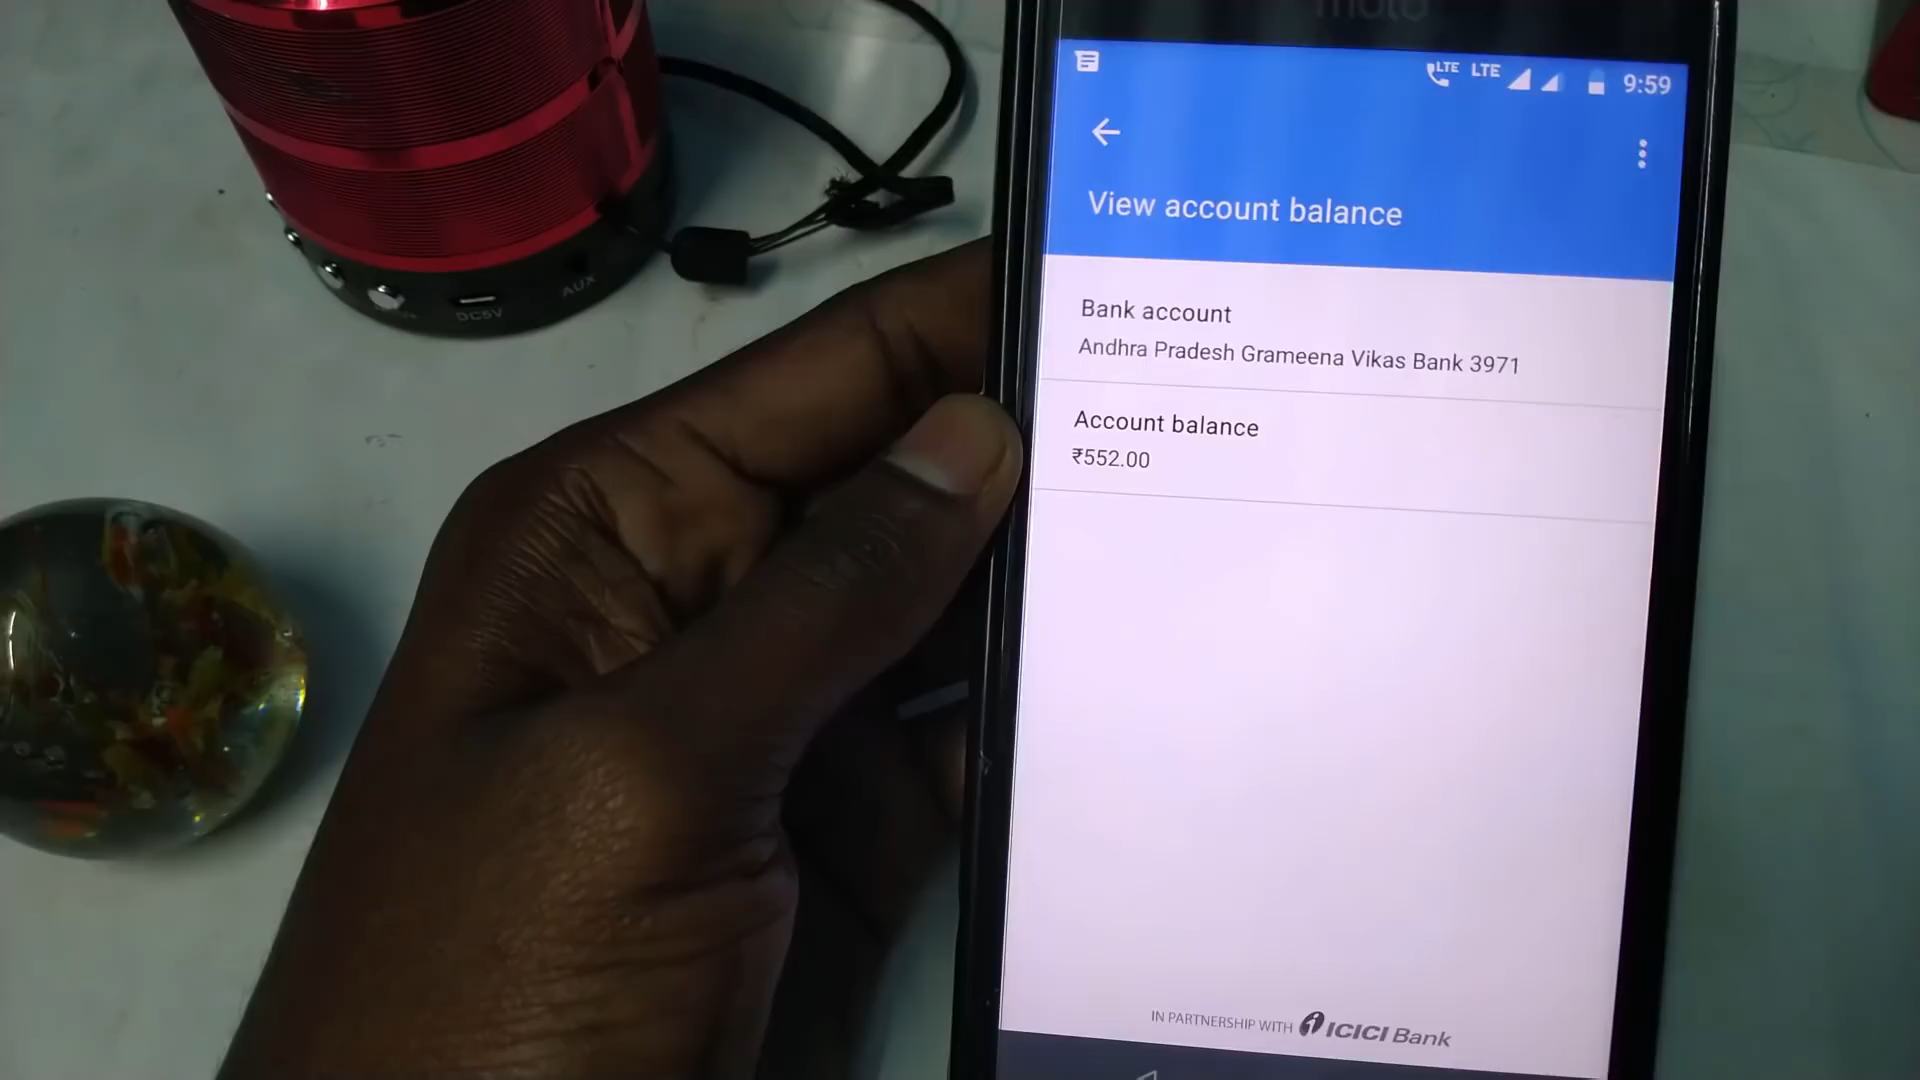 moto
LTE LTE 9:59
View account balance
Bank account
Andhra Pradesh Grameena Vikas Bank 3971
Account balance
₹552.00
IN PARTNERSHIP WITH ICICI Bank
DC5V
AUX